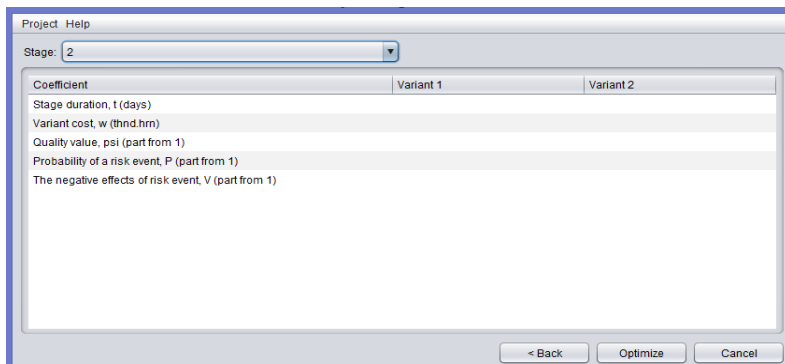 Project Help
Stage: 2
Coefficient Variant 1 Variant 2
Stage duration, t (days)
Variant cost, w (thnd.hrn)
Quality value, psi (part from 1)
Probability of a risk event, P (part from 1)
The negative effects of risk event, V (part from 1)
< Back Optimize Cancel